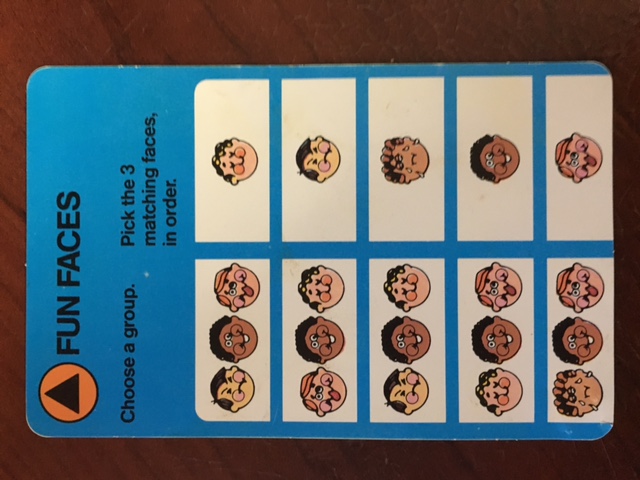 FUN FACES
Choose a group.
Pick the 3
matching faces,
in order.